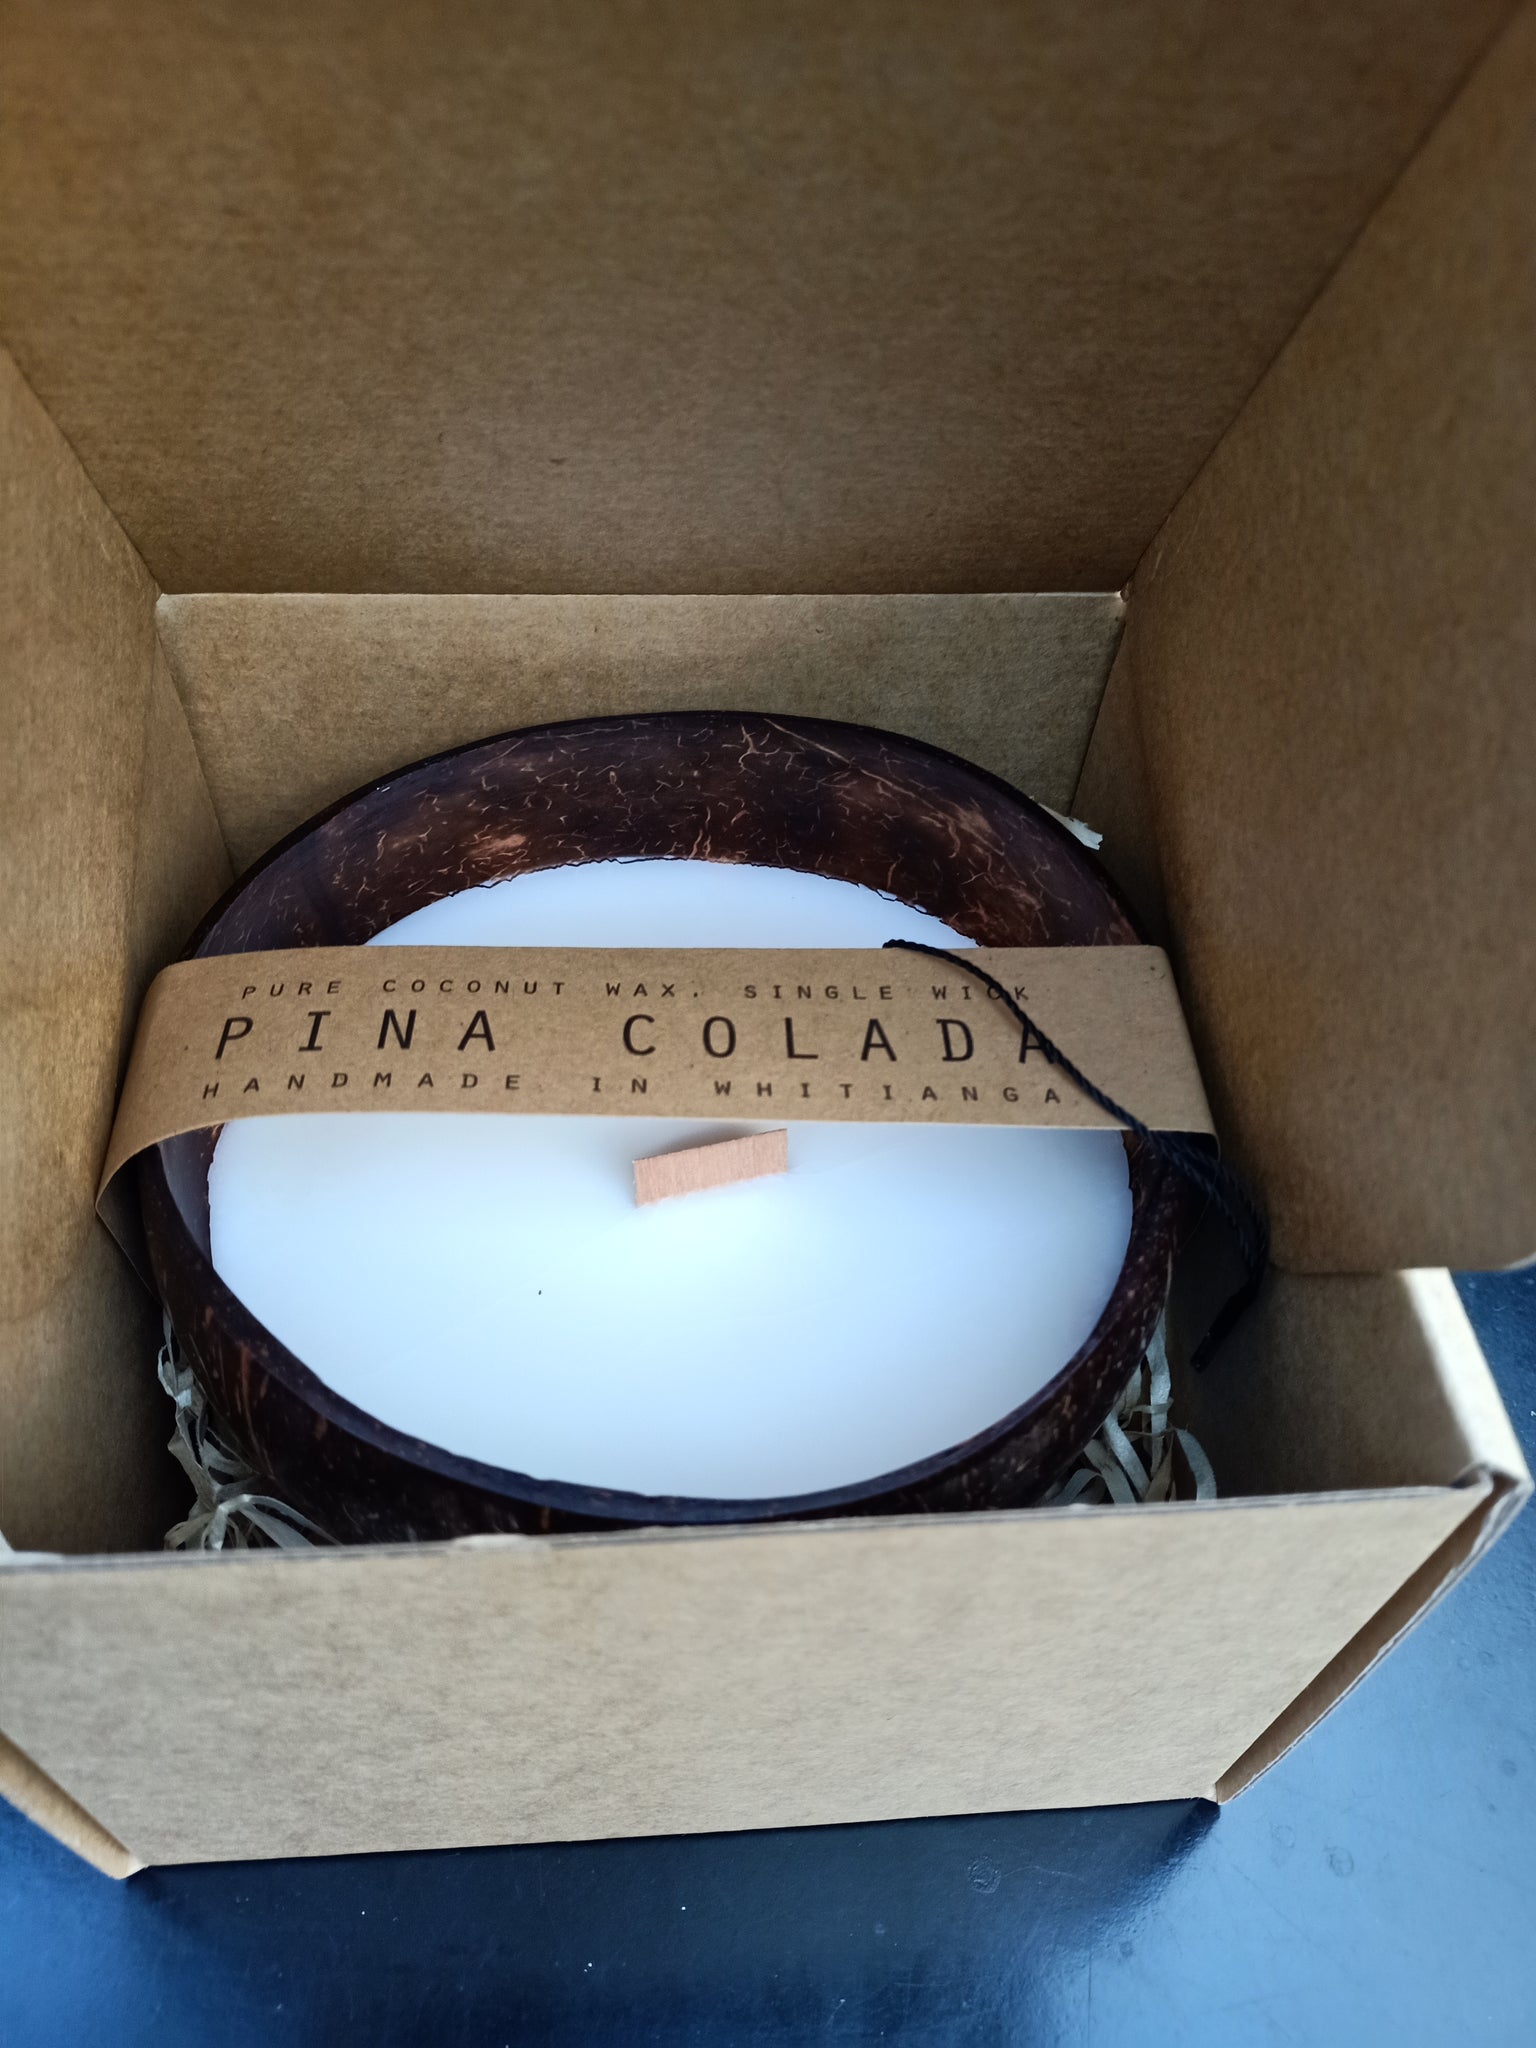 PURE COCONUT WAX. SINGLE WICK
PINA COLADA
HANDMADE IN WHITIANGA